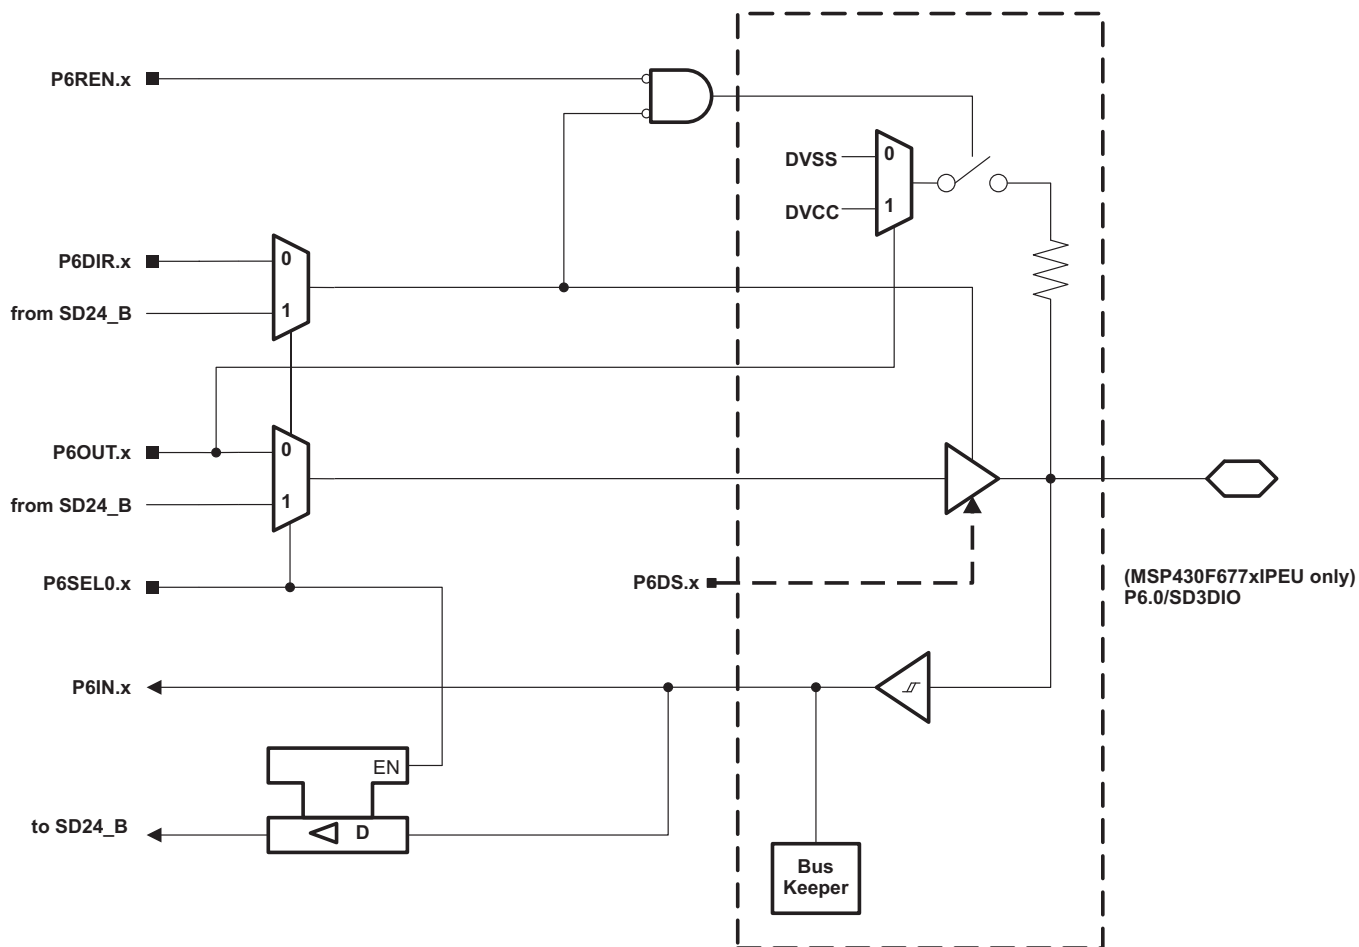 P6REN.x
DVSS
0
DVCC
1
P6DIR.x
0
from SD24_B
1
P6OUT.x
0
from SD24_B
1
P6SEL0.x
P6DS.x
(MSP430F677xIPEU only)
P6.0/SD3DIO
P6IN.x
EN
to SD24_B
D
Bus
Keeper